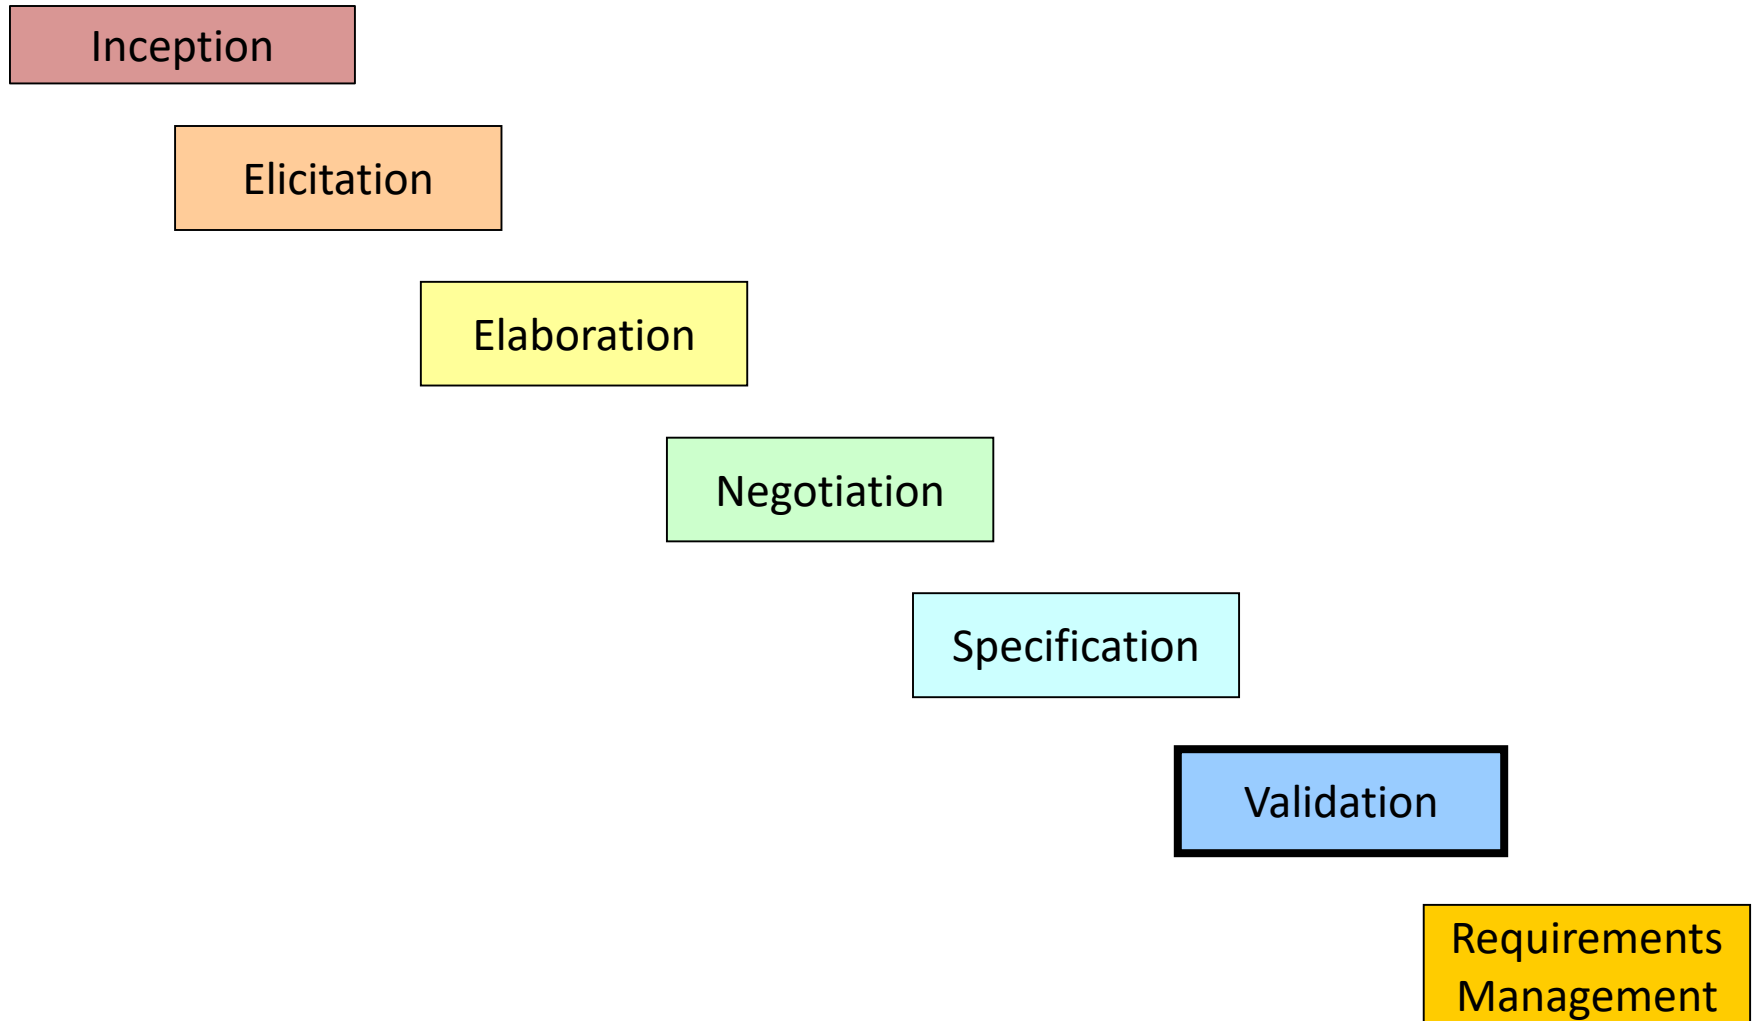 Inception
Elicitation
Elaboration
Negotiation
Specification
Validation
Requirements
Management